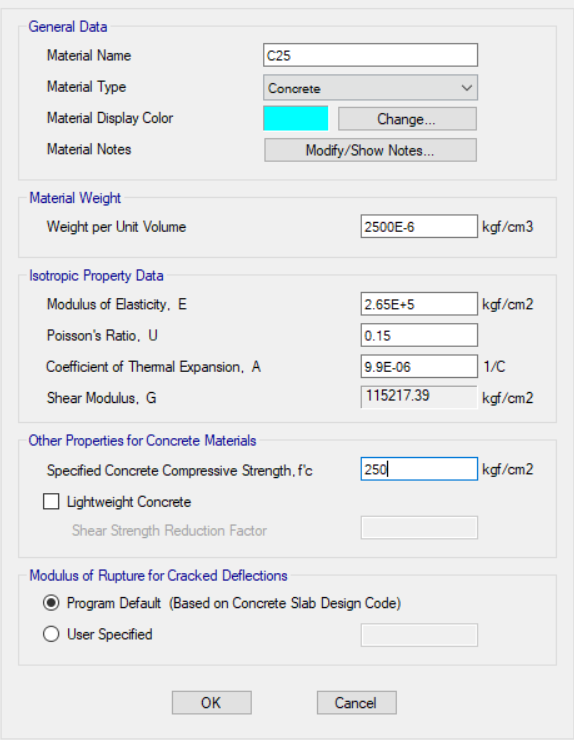 General Data
Material Name C25
Material Type Concrete
Material Display Color Change...
Material Notes Modify/Show Notes...
Material Weight
Weight per Unit Volume 2500E-6 kgf/cm3
Isotropic Property Data
Modulus of Elasticity, E 2.65E+5 kgf/cm2
Poisson's Ratio, U 0.15
Coefficient of Thermal Expansion, A 9.9E-06 1/C
Shear Modulus, G 115217.39 kgf/cm2
Other Properties for Concrete Materials
Specified Concrete Compressive Strength, f'c 250 kgf/cm2
Lightweight Concrete
Shear Strength Reduction Factor
Modulus of Rupture for Cracked Deflections
Program Default (Based on Concrete Slab Design Code)
User Specified
OK Cancel